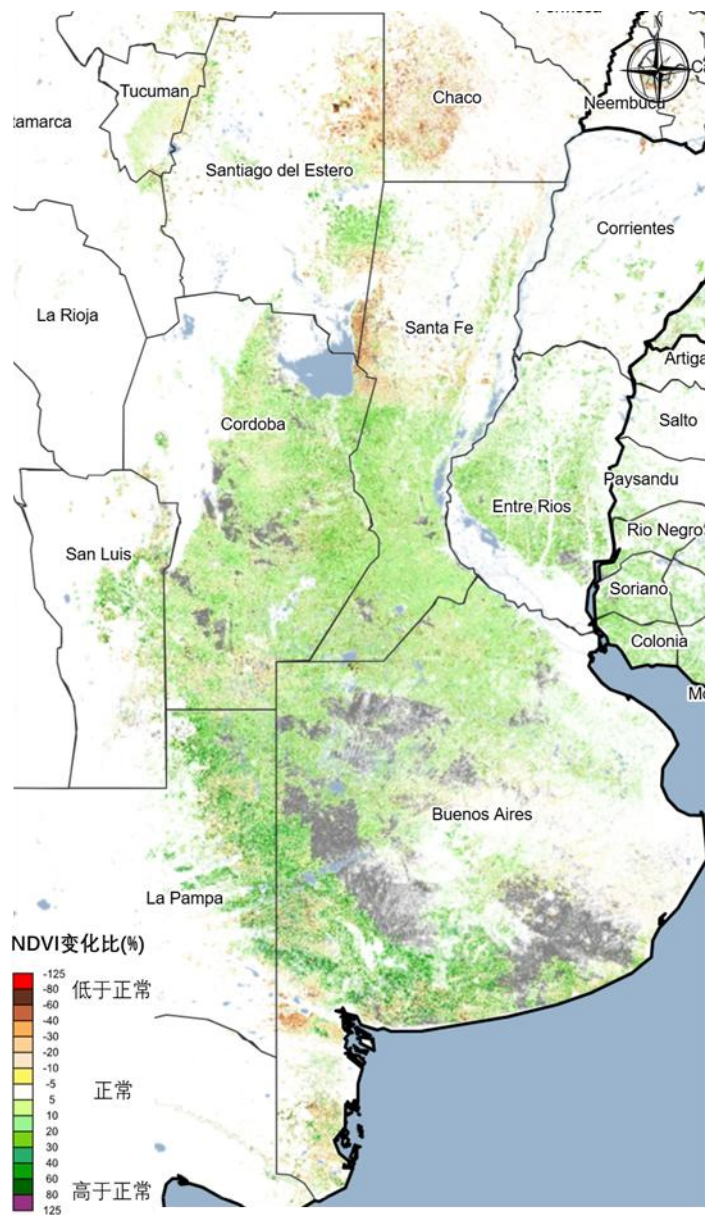 N
Tucuman
Chaco
Neembucu
Ca
tamarca
Santiago del Estero
Corrientes
La Rioja
Santa Fe
Artiga
Salto
Cordoba
Paysandu
Entre Rios
Rio Negro
San Luis
Soriano
Colonia
Mo
Buenos Aires
La Pampa
NDVI变化比(%)
-125
-80
低于正常
-60
-40
-30
-20
-10
-5
正常
5
10
20
30
40
60
80
高于正常
125